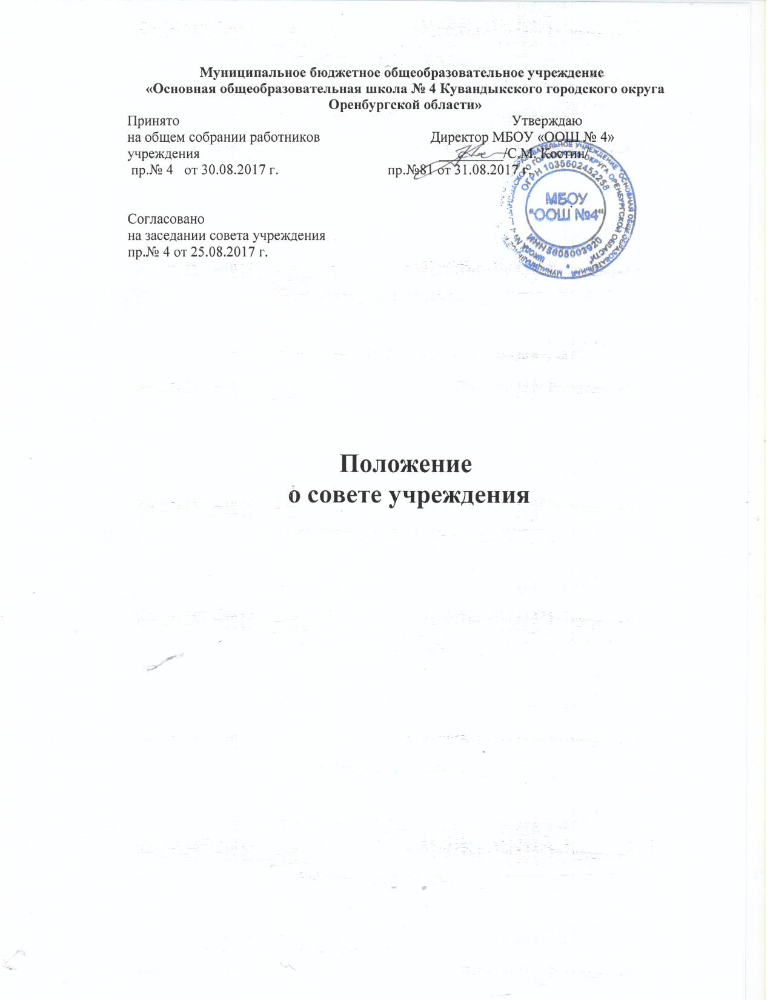 Муниципальное бюджетное общеобразовательное учреждение
«Основная общеобразовательная школа № 4 Кувандыкского городского округа
Оренбургской области»
Принято Утверждаю
на общем собрании работников Директор МБОУ «ООШ № 4»
учреждения /С.М. Костин/
пр.№ 4 от 30.08.2017 г. пр.№81 от 31.08.2017 г.
Согласовано
на заседании совета учреждения
пр.№ 4 от 25.08.2017 г.
ОГРН 1035602452258
МБОУ
"ООШ №4"
ИНН 5605003920
Положение
о совете учреждения